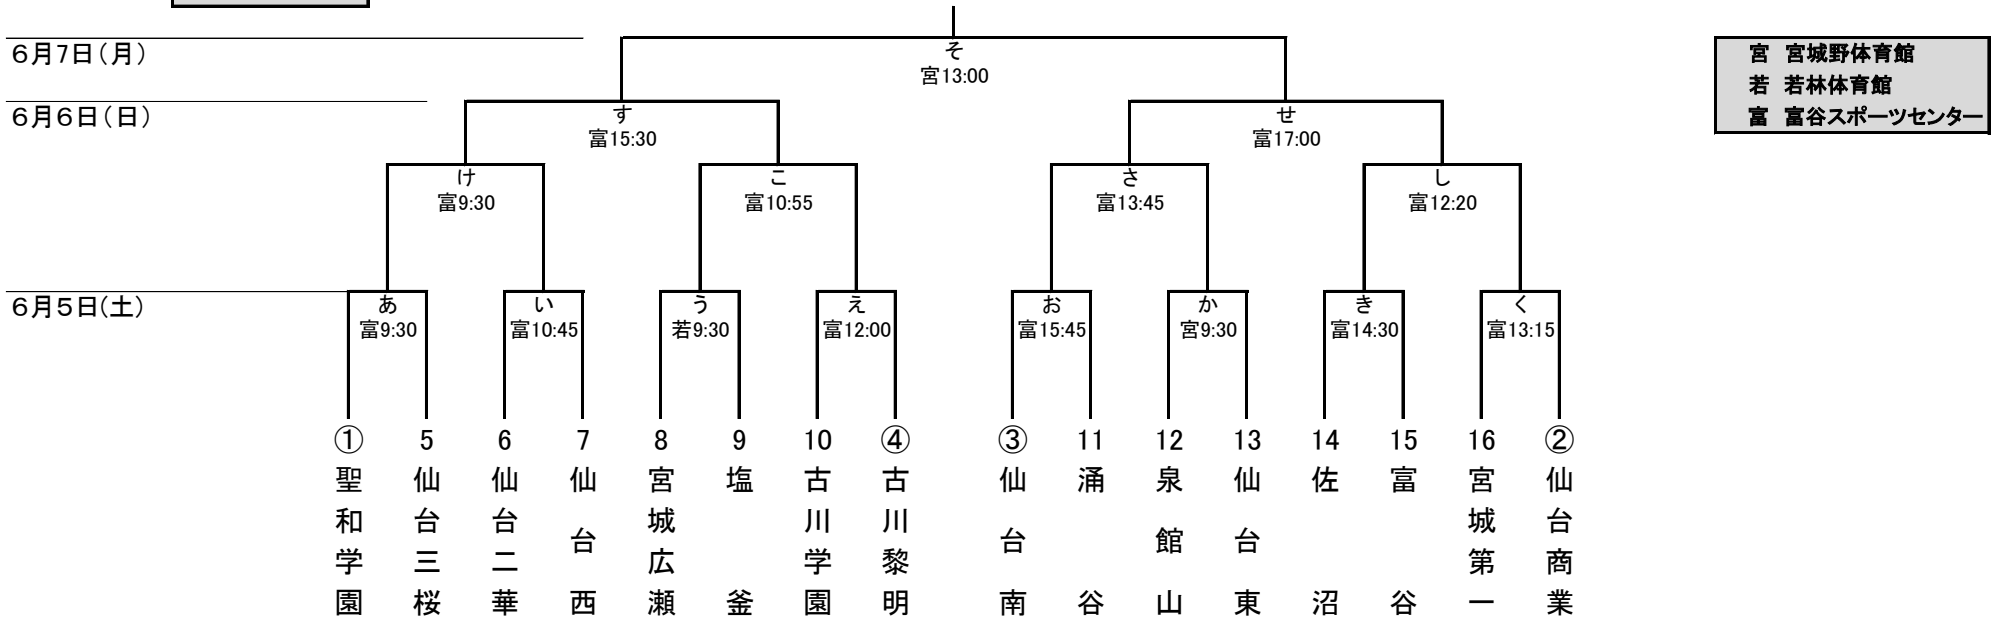 6月7日(月)
そ
宮13:00
宮 宮城野体育館
若 若林体育館
富 富谷スポーツセンター
6月6日(日)
す
富15:30
せ
富17:00
け
富9:30
こ
富10:55
さ
富13:45
し
富12:20
6月5日(土)
あ
富9:30
い
富10:45
う
若9:30
え
富12:00
お
富15:45
か
宮9:30
き
富14:30
く
富13:15
① 聖和学園
5 仙台三桜
6 仙台二華
7 仙台西
8 宮城広瀬
9 塩釜
10 古川学園
④ 古川黎明
③ 仙台南
11 涌谷
12 泉館山
13 仙台東
14 佐沼
15 富谷
16 宮城第一
② 仙台商業